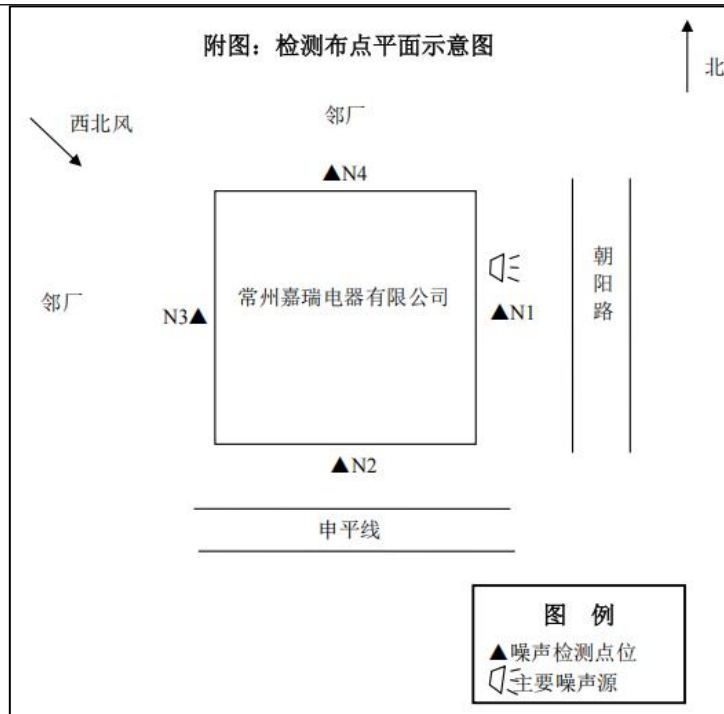 附图：检测布点平面示意图
北
西北风
邻厂
▲N4
朝阳路
常州嘉瑞电器有限公司
邻厂
N3▲
▲N1
▲N2
申平线
图 例
▲噪声检测点位
主要噪声源